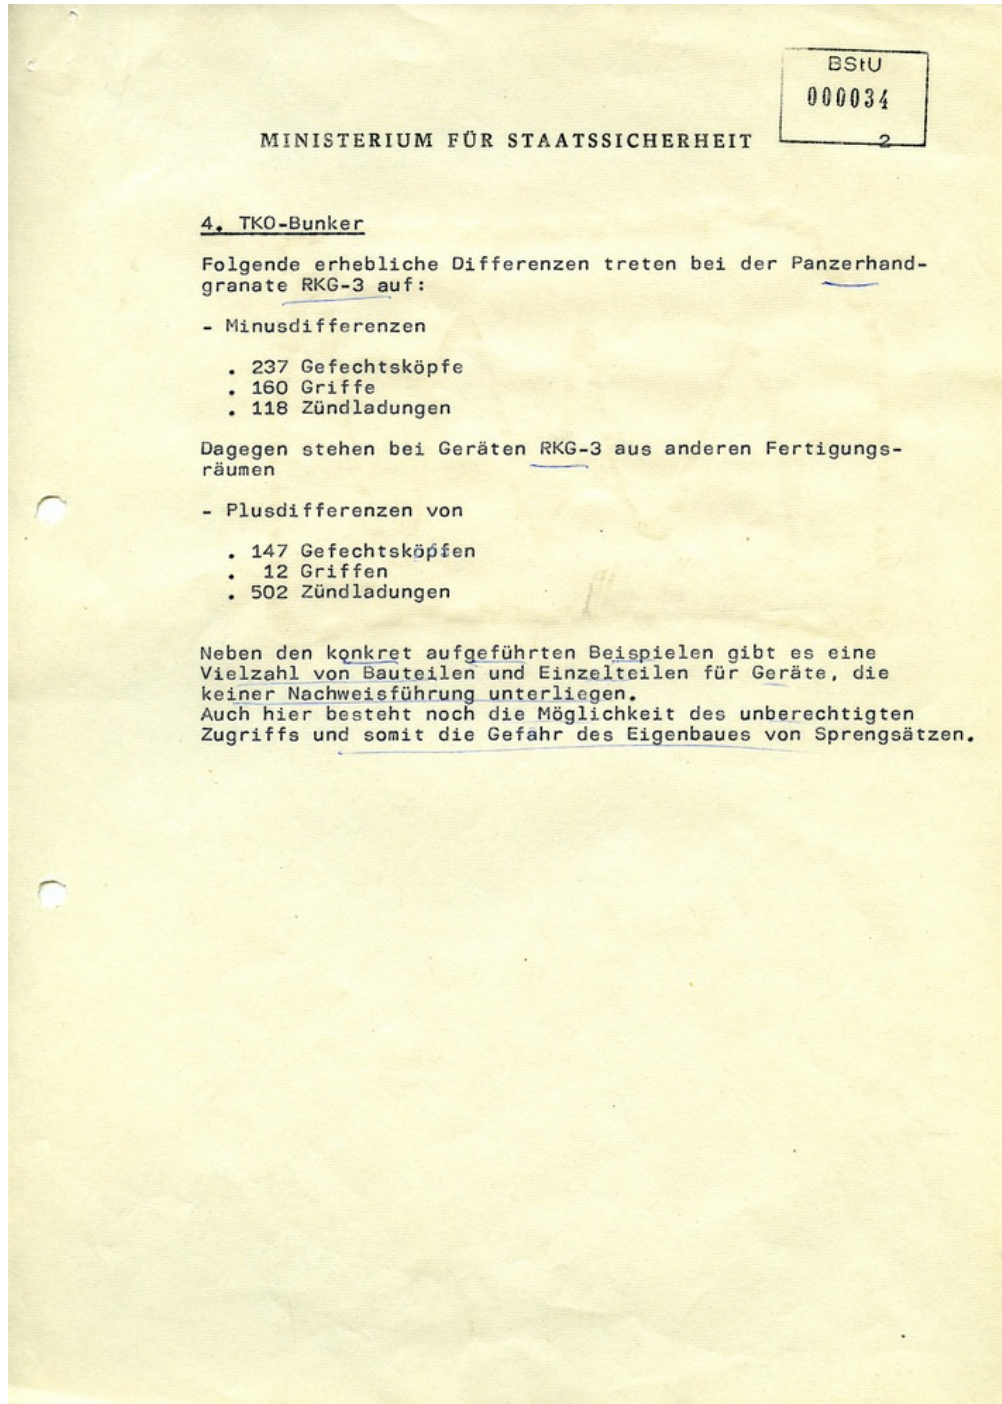 BStU
000034
2
MINISTERIUM FÜR STAATSSICHERHEIT
4. TKO-Bunker
Folgende erhebliche Differenzen treten bei der Panzerhand-
granate RKG-3 auf:
- Minusdifferenzen
. 237 Gefechtsköpfe
. 160 Griffe
. 118 Zündladungen
Dagegen stehen bei Geräten RKG-3 aus anderen Fertigungs-
räumen
- Plusdifferenzen von
. 147 Gefechtsköpfen
. 12 Griffen
. 502 Zündladungen
Neben den konkret aufgeführten Beispielen gibt es eine
Vielzahl von Bauteilen und Einzelteilen für Geräte, die
keiner Nachweisführung unterliegen.
Auch hier besteht noch die Möglichkeit des unberechtigten
Zugriffs und somit die Gefahr des Eigenbaues von Sprengsätzen.